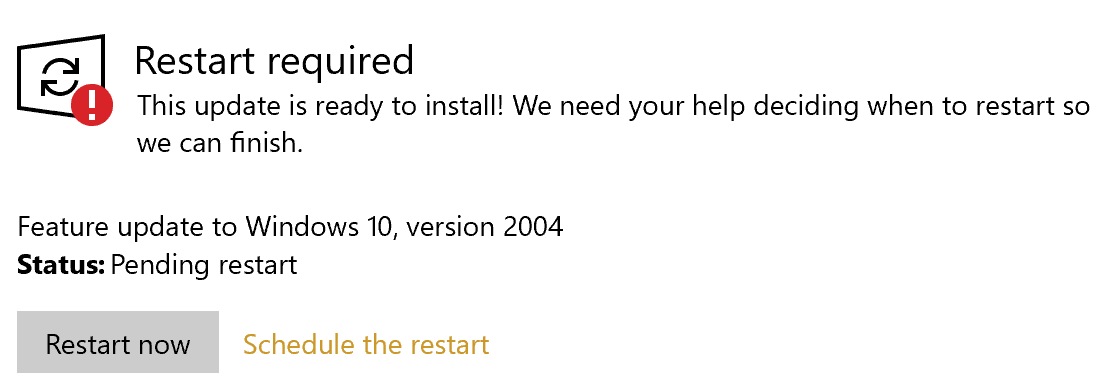 Restart required
This update is ready to install! We need your help deciding when to restart so
we can finish.
Feature update to Windows 10, version 2004
Status: Pending restart
Restart now
Schedule the restart